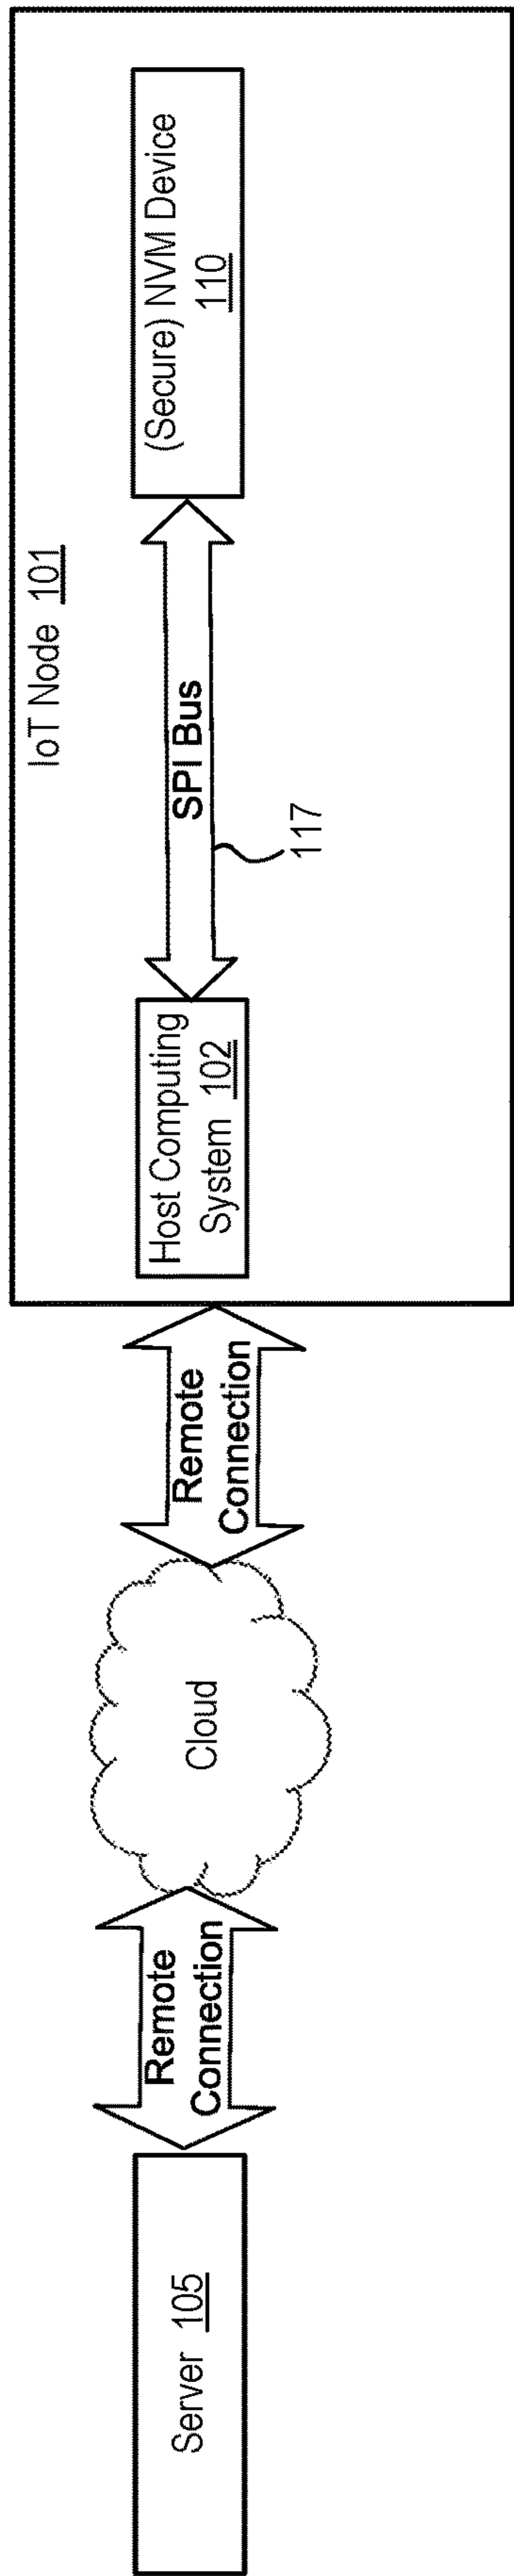 Server 105
Remote
Connection
Cloud
Remote
Connection
IoT Node 101
Host Computing
System 102
SPI Bus
117
(Secure) NVM Device
110